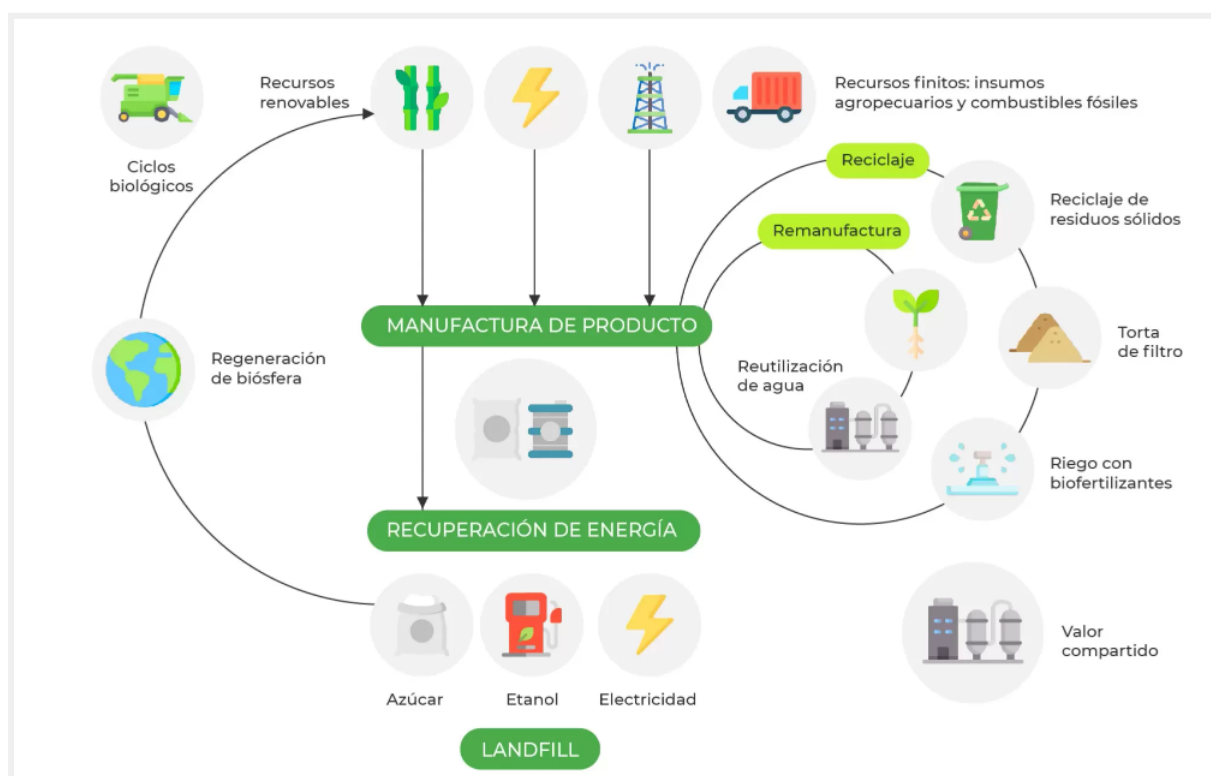 Recursos
renovables
Recursos finitos: insumos
agropecuarios y combustibles fósiles
Ciclos
biológicos
Reciclaje
Reciclaje de
residuos sólidos
Remanufactura
MANUFACTURA DE PRODUCTO
Torta
de filtro
Regeneración
de biósfera
Reutilización
de agua
Riego con
biofertilizantes
RECUPERACIÓN DE ENERGÍA
Valor
compartido
Azúcar
Etanol
Electricidad
LANDFILL